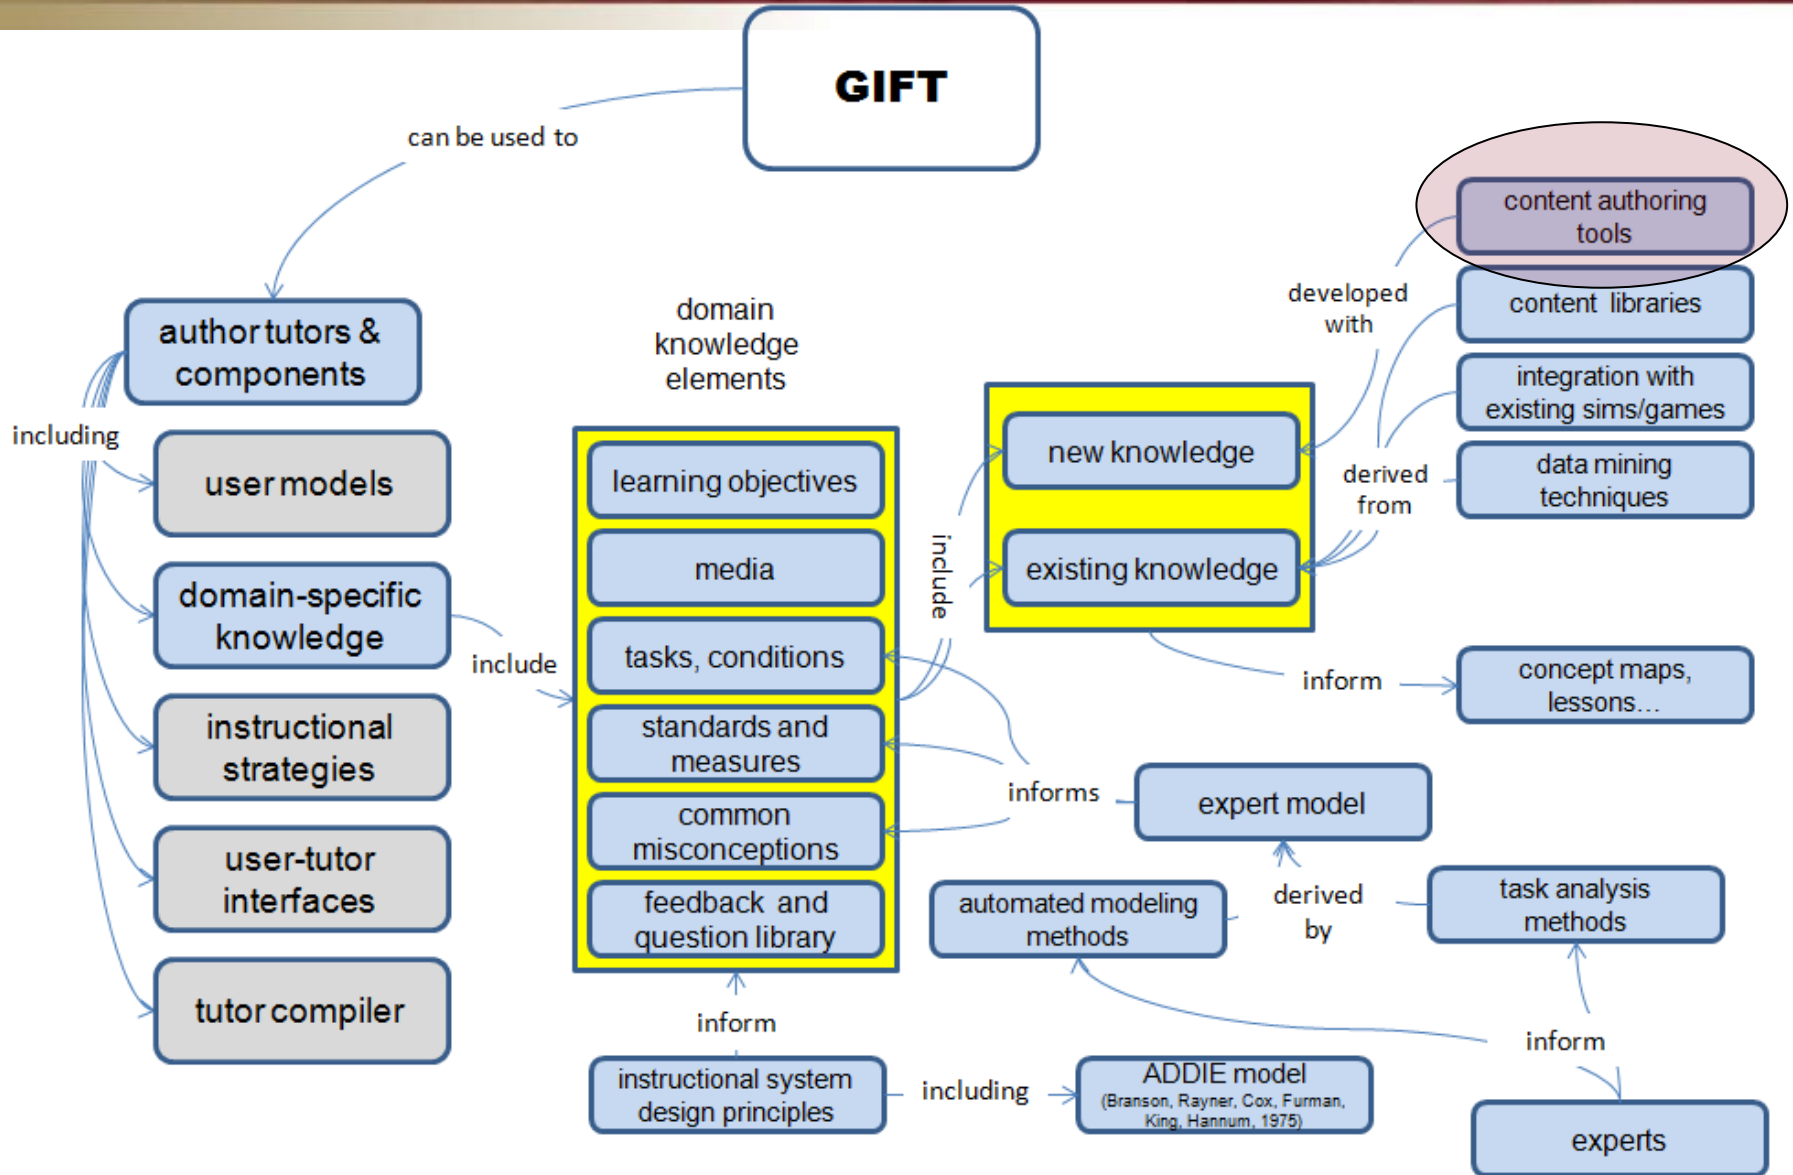 GIFT
can be used to
author tutors &
components
including
user models
domain-specific
knowledge
instructional
strategies
user-tutor
interfaces
tutor compiler
include
domain
knowledge
elements
learning objectives
media
tasks, conditions
standards and
measures
common
misconceptions
feedback and
question library
inform
instructional system
design principles
including
ADDIE model
(Branson, Rayner, Cox, Furman,
King, Hannum, 1975)
include
new knowledge
existing knowledge
developed
with
derived
from
content authoring
tools
content libraries
integration with
existing sims/games
data mining
techniques
inform
concept maps,
lessons…
informs
expert model
derived
by
automated modeling
methods
task analysis
methods
inform
experts